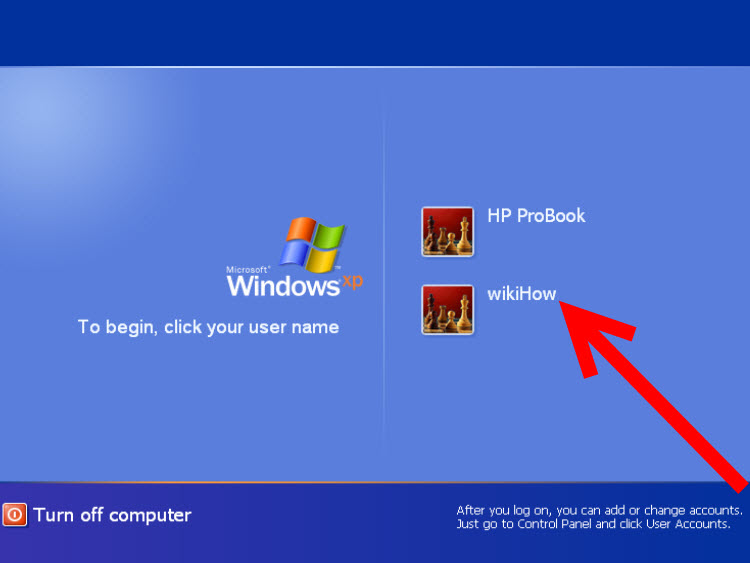 HP ProBook
Microsoft®
Windows xp
wikiHow
To begin, click your user name
Turn off computer
After you log on, you can add or change accounts.
Just go to Control Panel and click User Accounts.